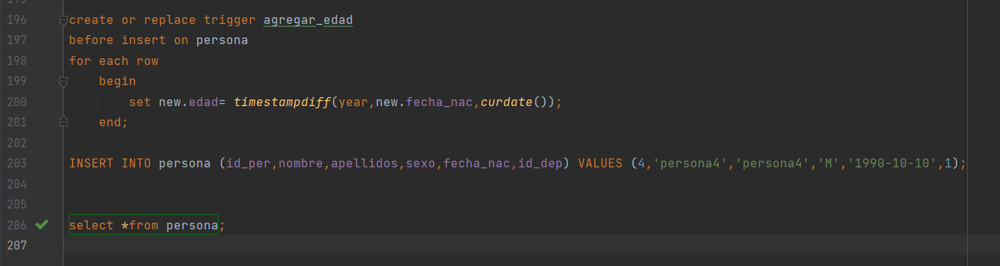 195
196 create or replace trigger agregar_edad
197 before insert on persona
198 for each row
199 begin
200 set new.edad= timestampdiff(year,new.fecha_nac,curdate());
201 end;
202
203 INSERT INTO persona (id_per,nombre,apellidos,sexo,fecha_nac,id_dep) VALUES (4,'persona4','persona4','M','1990-10-10',1);
204
205
206 select *from persona;
207